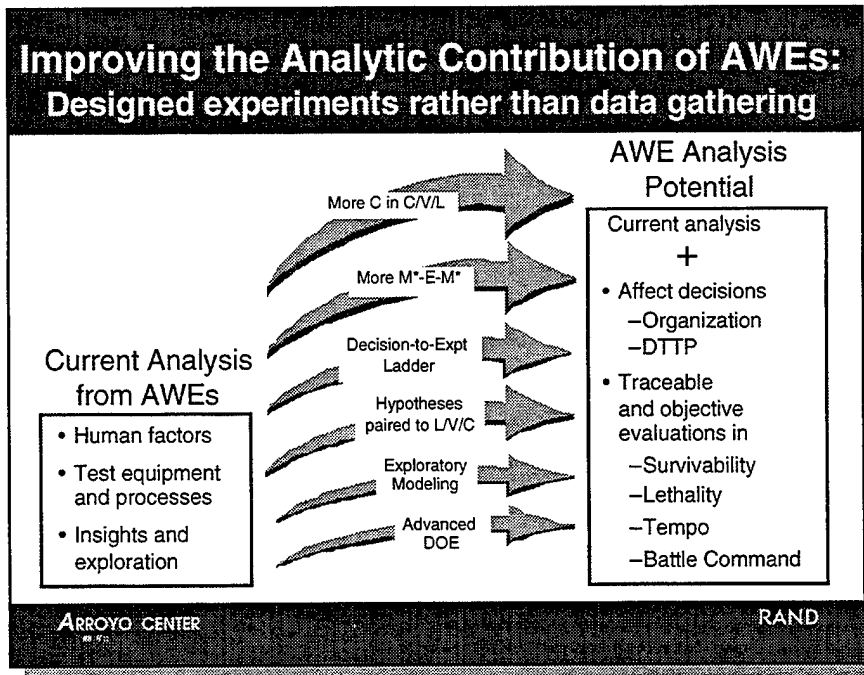 Improving the Analytic Contribution of AWEs:
Designed experiments rather than data gathering
Current Analysis
from AWEs
• Human factors
• Test equipment
and processes
• Insights and
exploration
More C in C/V/L
More M*-E-M*
Decision-to-Expt
Ladder
Hypotheses
paired to L/V/C
Exploratory
Modeling
Advanced
DOE
AWE Analysis
Potential
Current analysis
+
• Affect decisions
–Organization
–DTTP
• Traceable
and objective
evaluations in
–Survivability
–Lethality
–Tempo
–Battle Command
ARROYO CENTER
RAND